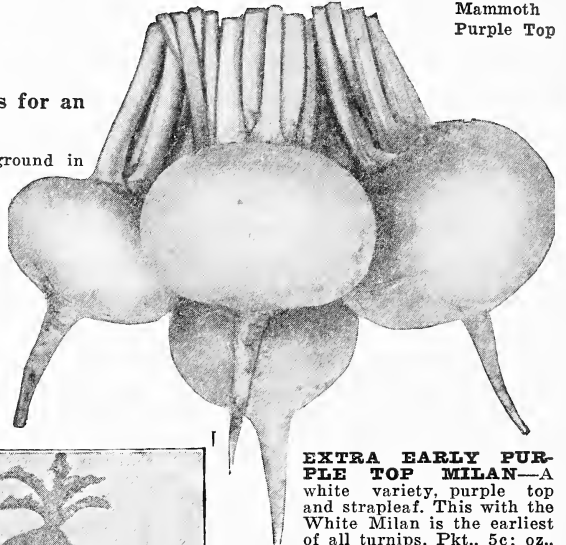 Mammoth
Purple Top
s for an
ground in
EXTRA EARLY PUR-
PLE TOP MILAN—A
white variety, purple top
and strapleaf. This with the
White Milan is the earliest
of all turnips. Pkt., 5c; oz.,